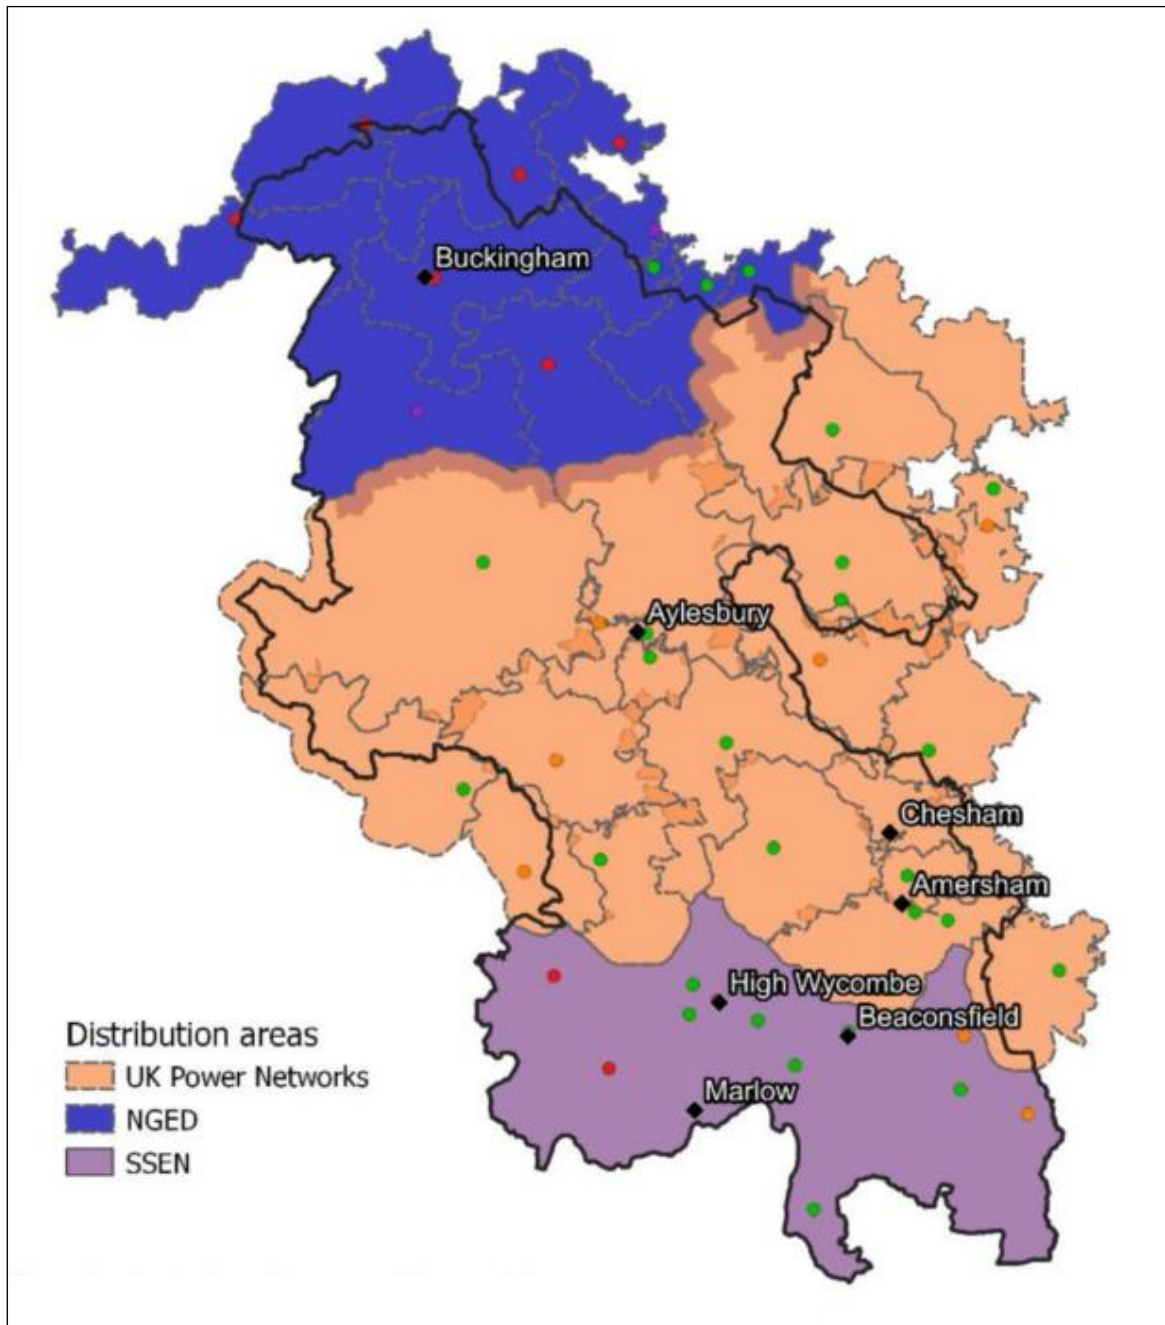 Buckingham
Aylesbury
Chesham
Amersham
High Wycombe
Beaconsfield
Marlow
Distribution areas
UK Power Networks
NGED
SSEN